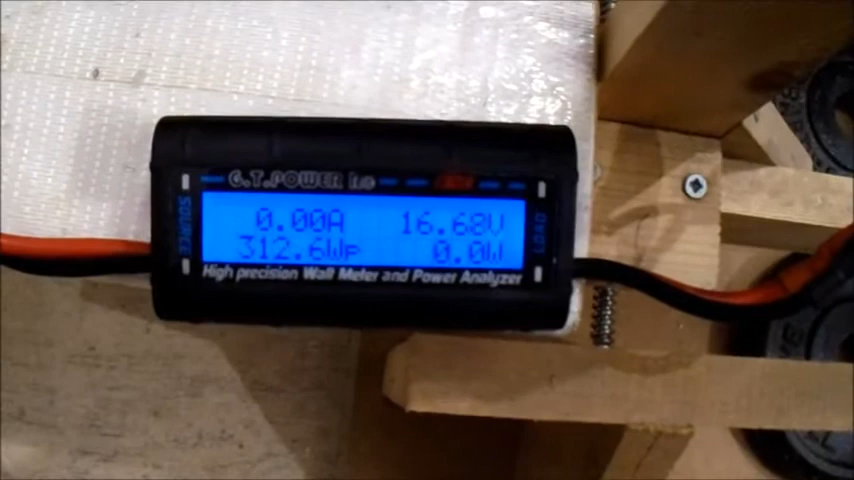 G.T.POWER
SOURCE
0.00A 16.68V
312.6Wp 0.0W
LOAD
High precision Watt Meter and Power Analyzer